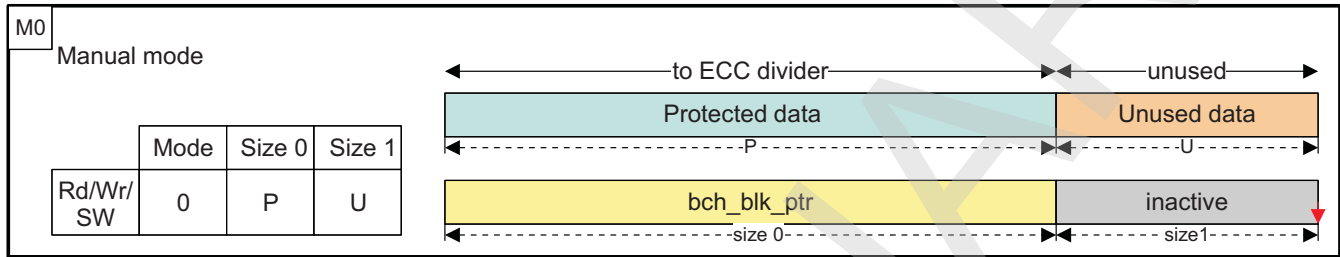 M0
Manual mode
to ECC divider unused
Protected data Unused data
P U
Mode Size 0 Size 1
Rd/Wr/ 0 P U
SW
bch_blk_ptr inactive
size 0 size1